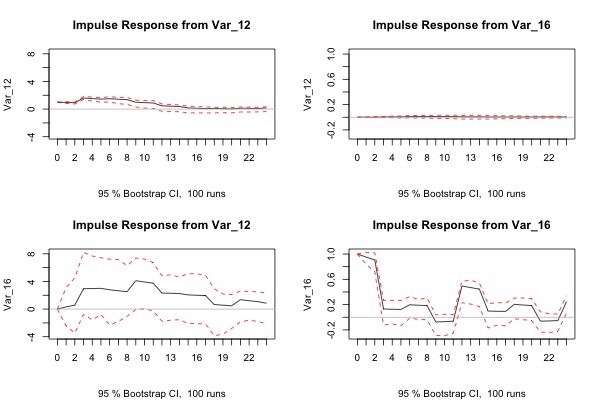 Impulse Response from Var_12
Var_12
8
4
0
-4
0 2 4 6 8 10 13 16 19 22
95 % Bootstrap CI, 100 runs
Impulse Response from Var_16
Var_12
1.0
0.6
0.2
-0.2
0 2 4 6 8 10 13 16 19 22
95 % Bootstrap CI, 100 runs
Impulse Response from Var_12
Var_16
8
4
0
-4
0 2 4 6 8 10 13 16 19 22
95 % Bootstrap CI, 100 runs
Impulse Response from Var_16
Var_16
1.0
0.6
0.2
-0.2
0 2 4 6 8 10 13 16 19 22
95 % Bootstrap CI, 100 runs